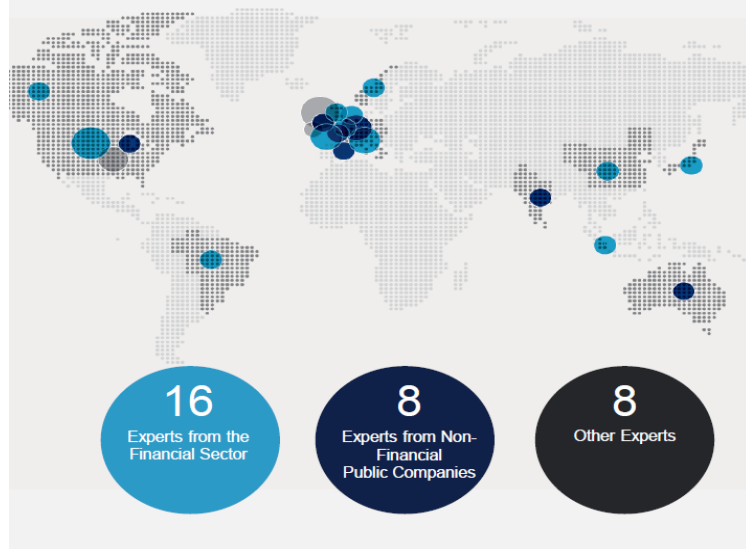 16
Experts from the
Financial Sector
8
Experts from Non-
Financial
Public Companies
8
Other Experts